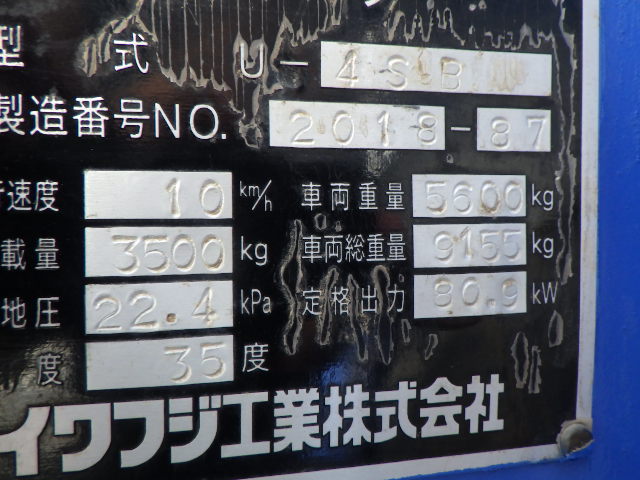 型式 U-4SB
製造番号NO. 2018-87
速度 10 km/h 車両重量 5600 kg
載量 3500 kg 車両総重量 9155 kg
地圧 22.4 kPa 定格出力 80.9 kW
度 35 度
イワフジ工業株式会社